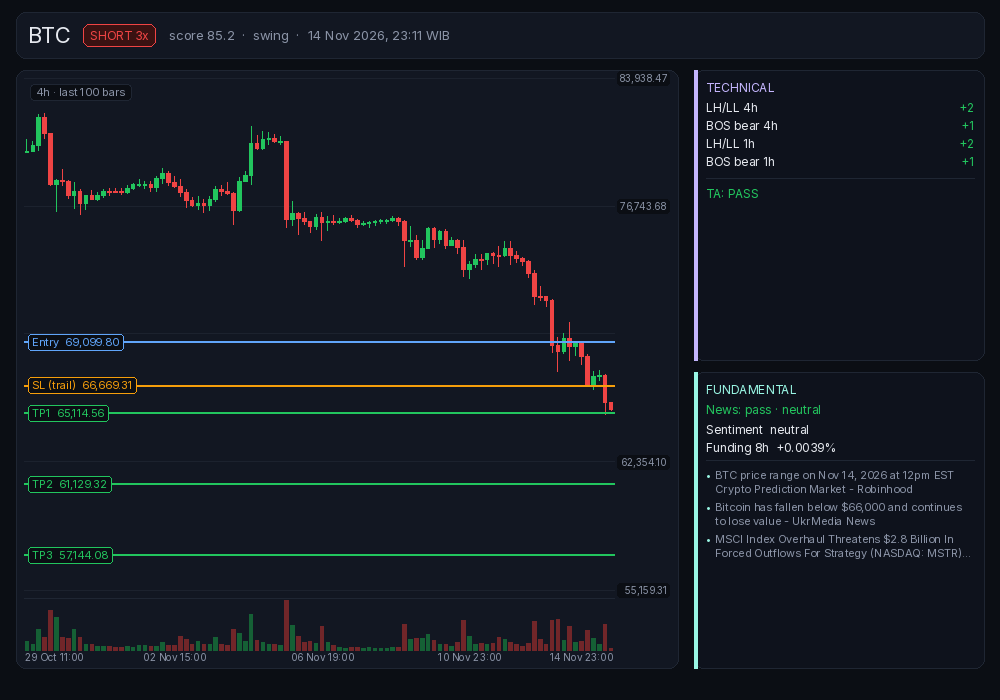 BTC SHORT 3x score 85.2 · swing · 14 Nov 2026, 23:11 WIB
4h · last 100 bars
83,938.47
76,743.68
Entry 69,099.80
SL (trail) 66,669.31
TP1 65,114.56
62,354.10
TP2 61,129.32
TP3 57,144.08
55,159.31
29 Oct 11:00 02 Nov 15:00 06 Nov 19:00 10 Nov 23:00 14 Nov 23:00
TECHNICAL
LH/LL 4h +2
BOS bear 4h +1
LH/LL 1h +2
BOS bear 1h +1
TA: PASS
FUNDAMENTAL
News: pass · neutral
Sentiment neutral
Funding 8h +0.0039%
• BTC price range on Nov 14, 2026 at 12pm EST
Crypto Prediction Market - Robinhood
• Bitcoin has fallen below $66,000 and continues
to lose value - UkrMedia News
• MSCI Index Overhaul Threatens $2.8 Billion In
Forced Outflows For Strategy (NASDAQ: MSTR)...